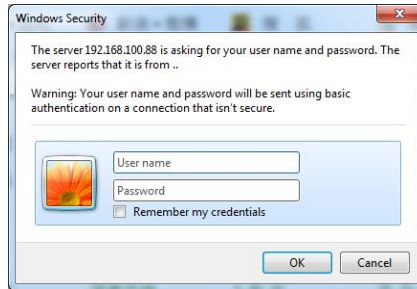 Windows Security
The server 192.168.100.88 is asking for your user name and password. The
server reports that it is from ..
Warning: Your user name and password will be sent using basic
authentication on a connection that isn't secure.
User name
Password
Remember my credentials
OK
Cancel